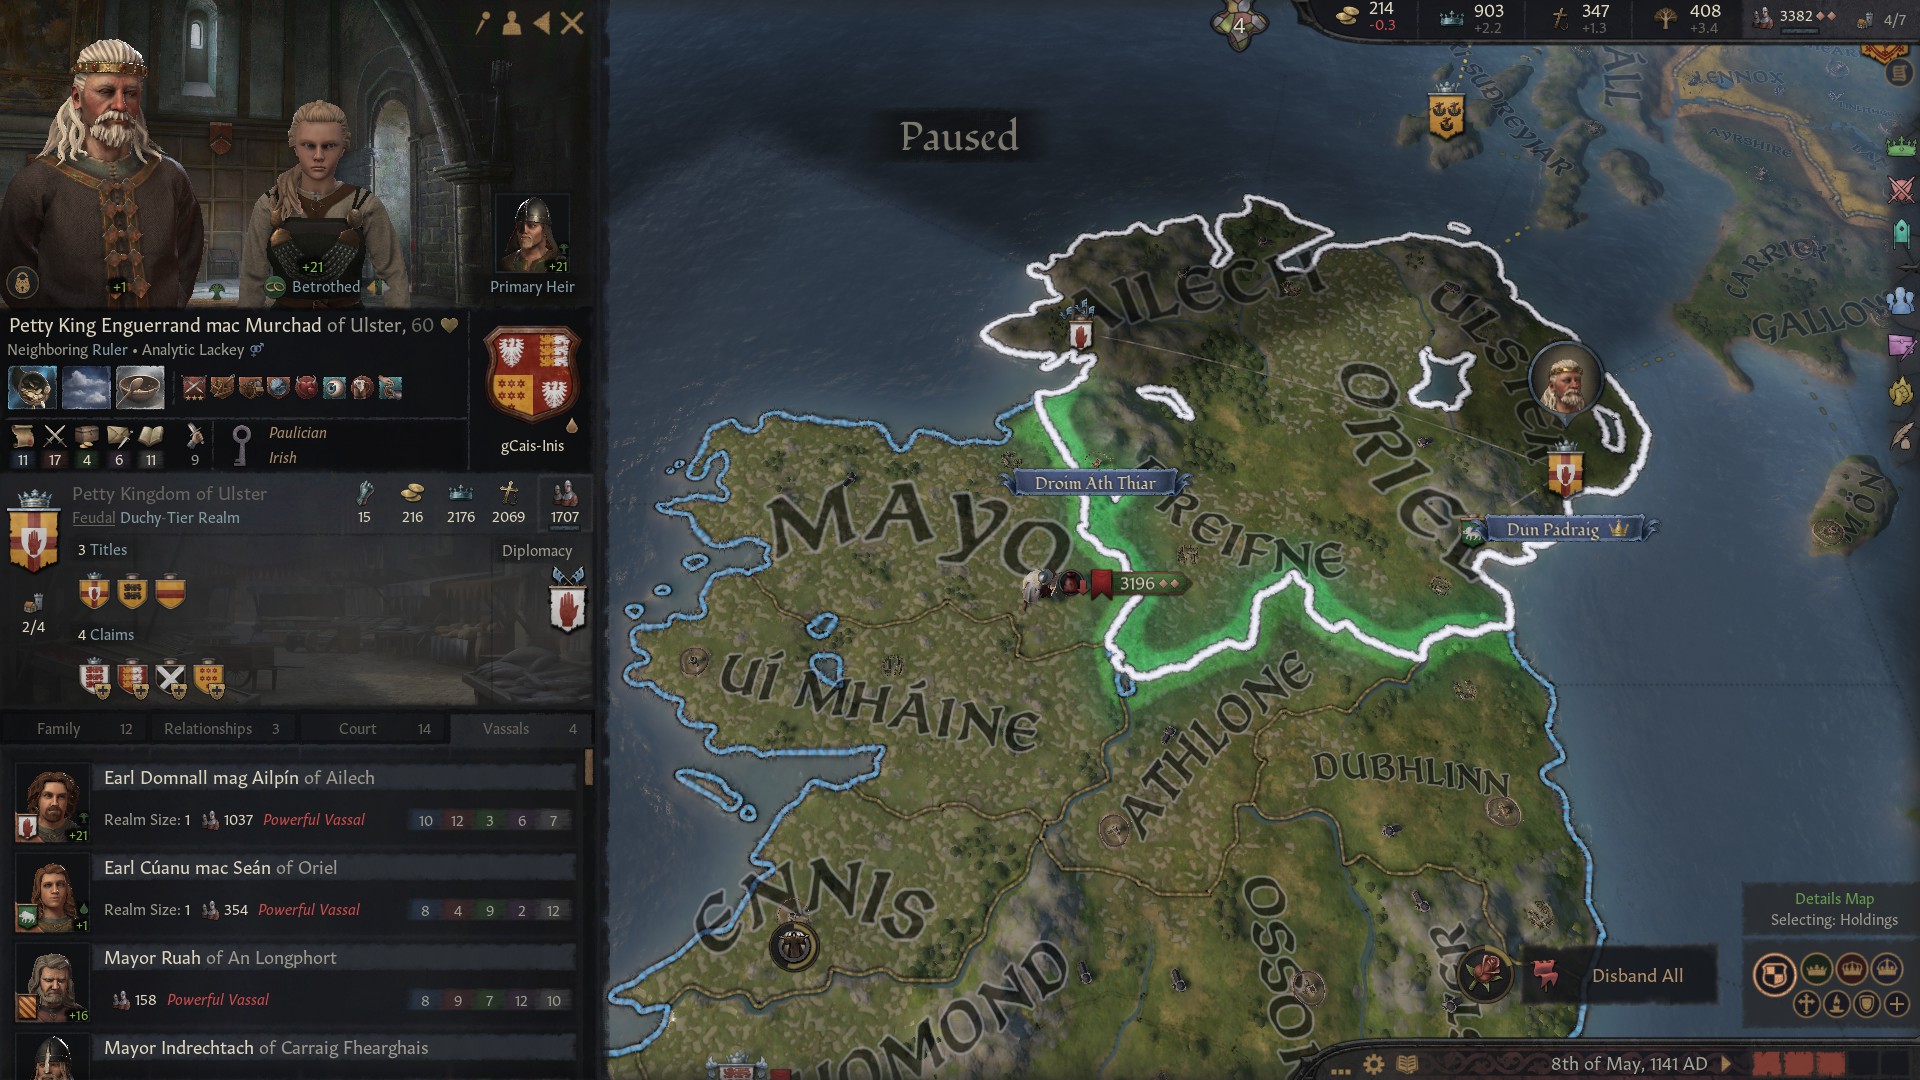 4
214
-0.3
903
+2.2
347
+1.3
408
+3.4
3382
4/7
Paused
+1
+21
Betrothed
+21
Primary Heir
Petty King Enguerrand mac Murchad of Ulster, 60
Neighboring Ruler • Analytic Lackey
11 17 4 6 11 9
Paulician
Irish
gCais-Inis
Petty Kingdom of Ulster
Feudal Duchy-Tier Realm
15 216 2176 2069 1707
3 Titles
Diplomacy
2/4
4 Claims
Family 12
Relationships 3
Court 14
Vassals 4
Earl Domnall mag Ailpín of Ailech
Realm Size: 1 1037 Powerful Vassal 10 12 3 6 7
+21
Earl Cúanu mac Seán of Oriel
Realm Size: 1 354 Powerful Vassal 8 4 9 2 12
+1
Mayor Ruah of An Longphort
158 Powerful Vassal 8 9 7 12 10
+16
Mayor Indrechtach of Carraig Fhearghais
SUÐREYJAR
LENNOX
AYRSHIRE
CARRICK
GALLOW
MÖN
AILECH
ULSTER
ORIEL
BREIFNE
MAYO
Droim Ath Thiar
Dun Padraig
3196
UÍ MHÁINE
ATHLONE
DUBHLINN
ENNIS
OSSO
HOMOND
Details Map
Selecting: Holdings
Disband All
8th of May, 1141 AD